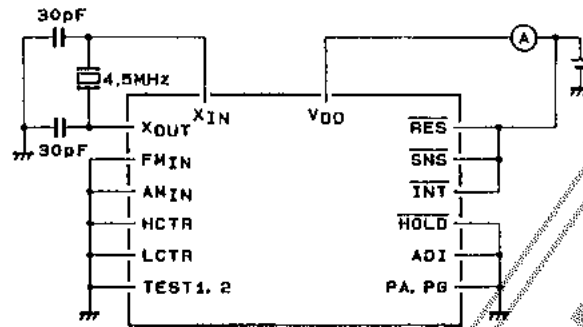 30pF
A
4.5MHz
XIN
VDD
30pF
XOUT
RES
FMIN
SNS
AMIN
INT
HCTR
HOLD
LCTR
ADI
TEST1, 2
PA, PG